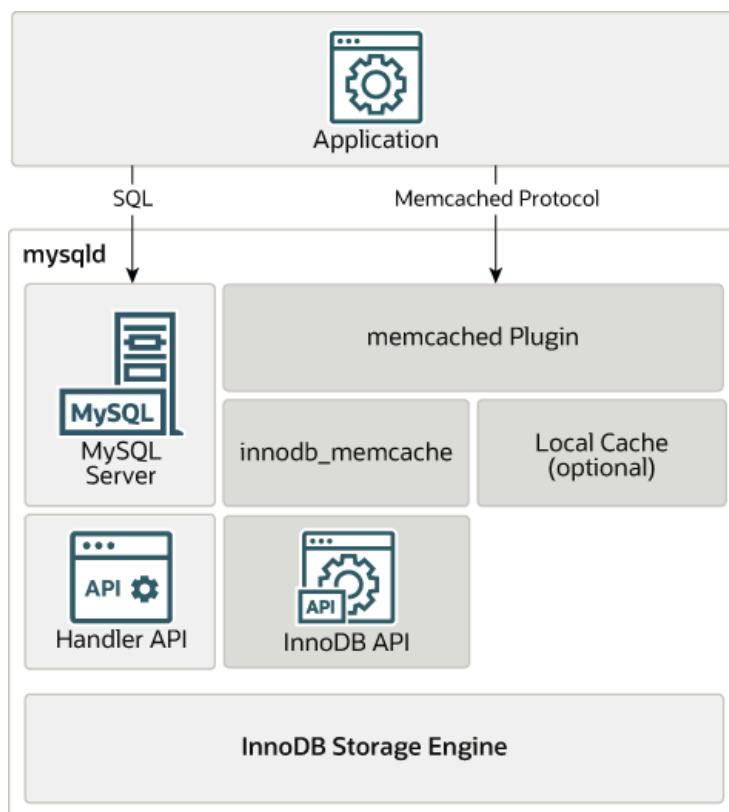 Application
SQL
Memcached Protocol
mysqld
MySQL
MySQL
Server
memcached Plugin
innodb_memcache
Local Cache
(optional)
API
Handler API
API
InnoDB API
InnoDB Storage Engine